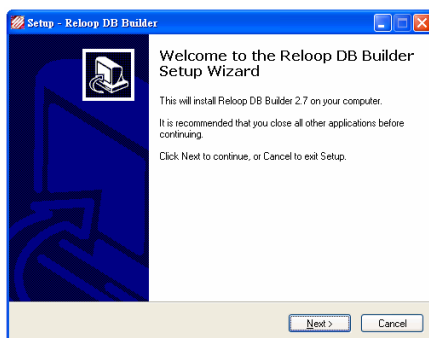 Setup - Reloop DB Builder
Welcome to the Reloop DB Builder
Setup Wizard
This will install Reloop DB Builder 2.7 on your computer.
It is recommended that you close all other applications before
continuing.
Click Next to continue, or Cancel to exit Setup.
Next > Cancel